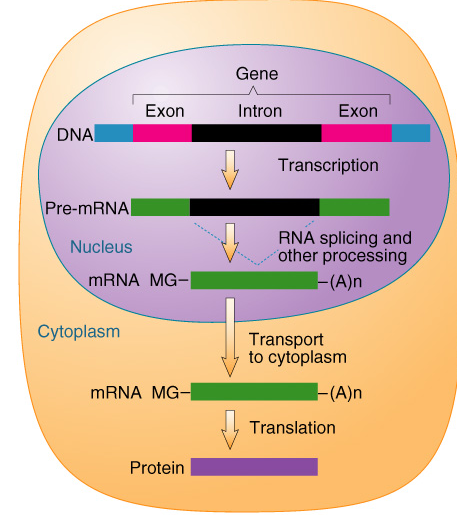 Gene
Exon Intron Exon
DNA
Transcription
Pre-mRNA
Nucleus
RNA splicing and
other processing
mRNA MG–                –(A)n
Cytoplasm
Transport
to cytoplasm
mRNA MG–                –(A)n
Translation
Protein